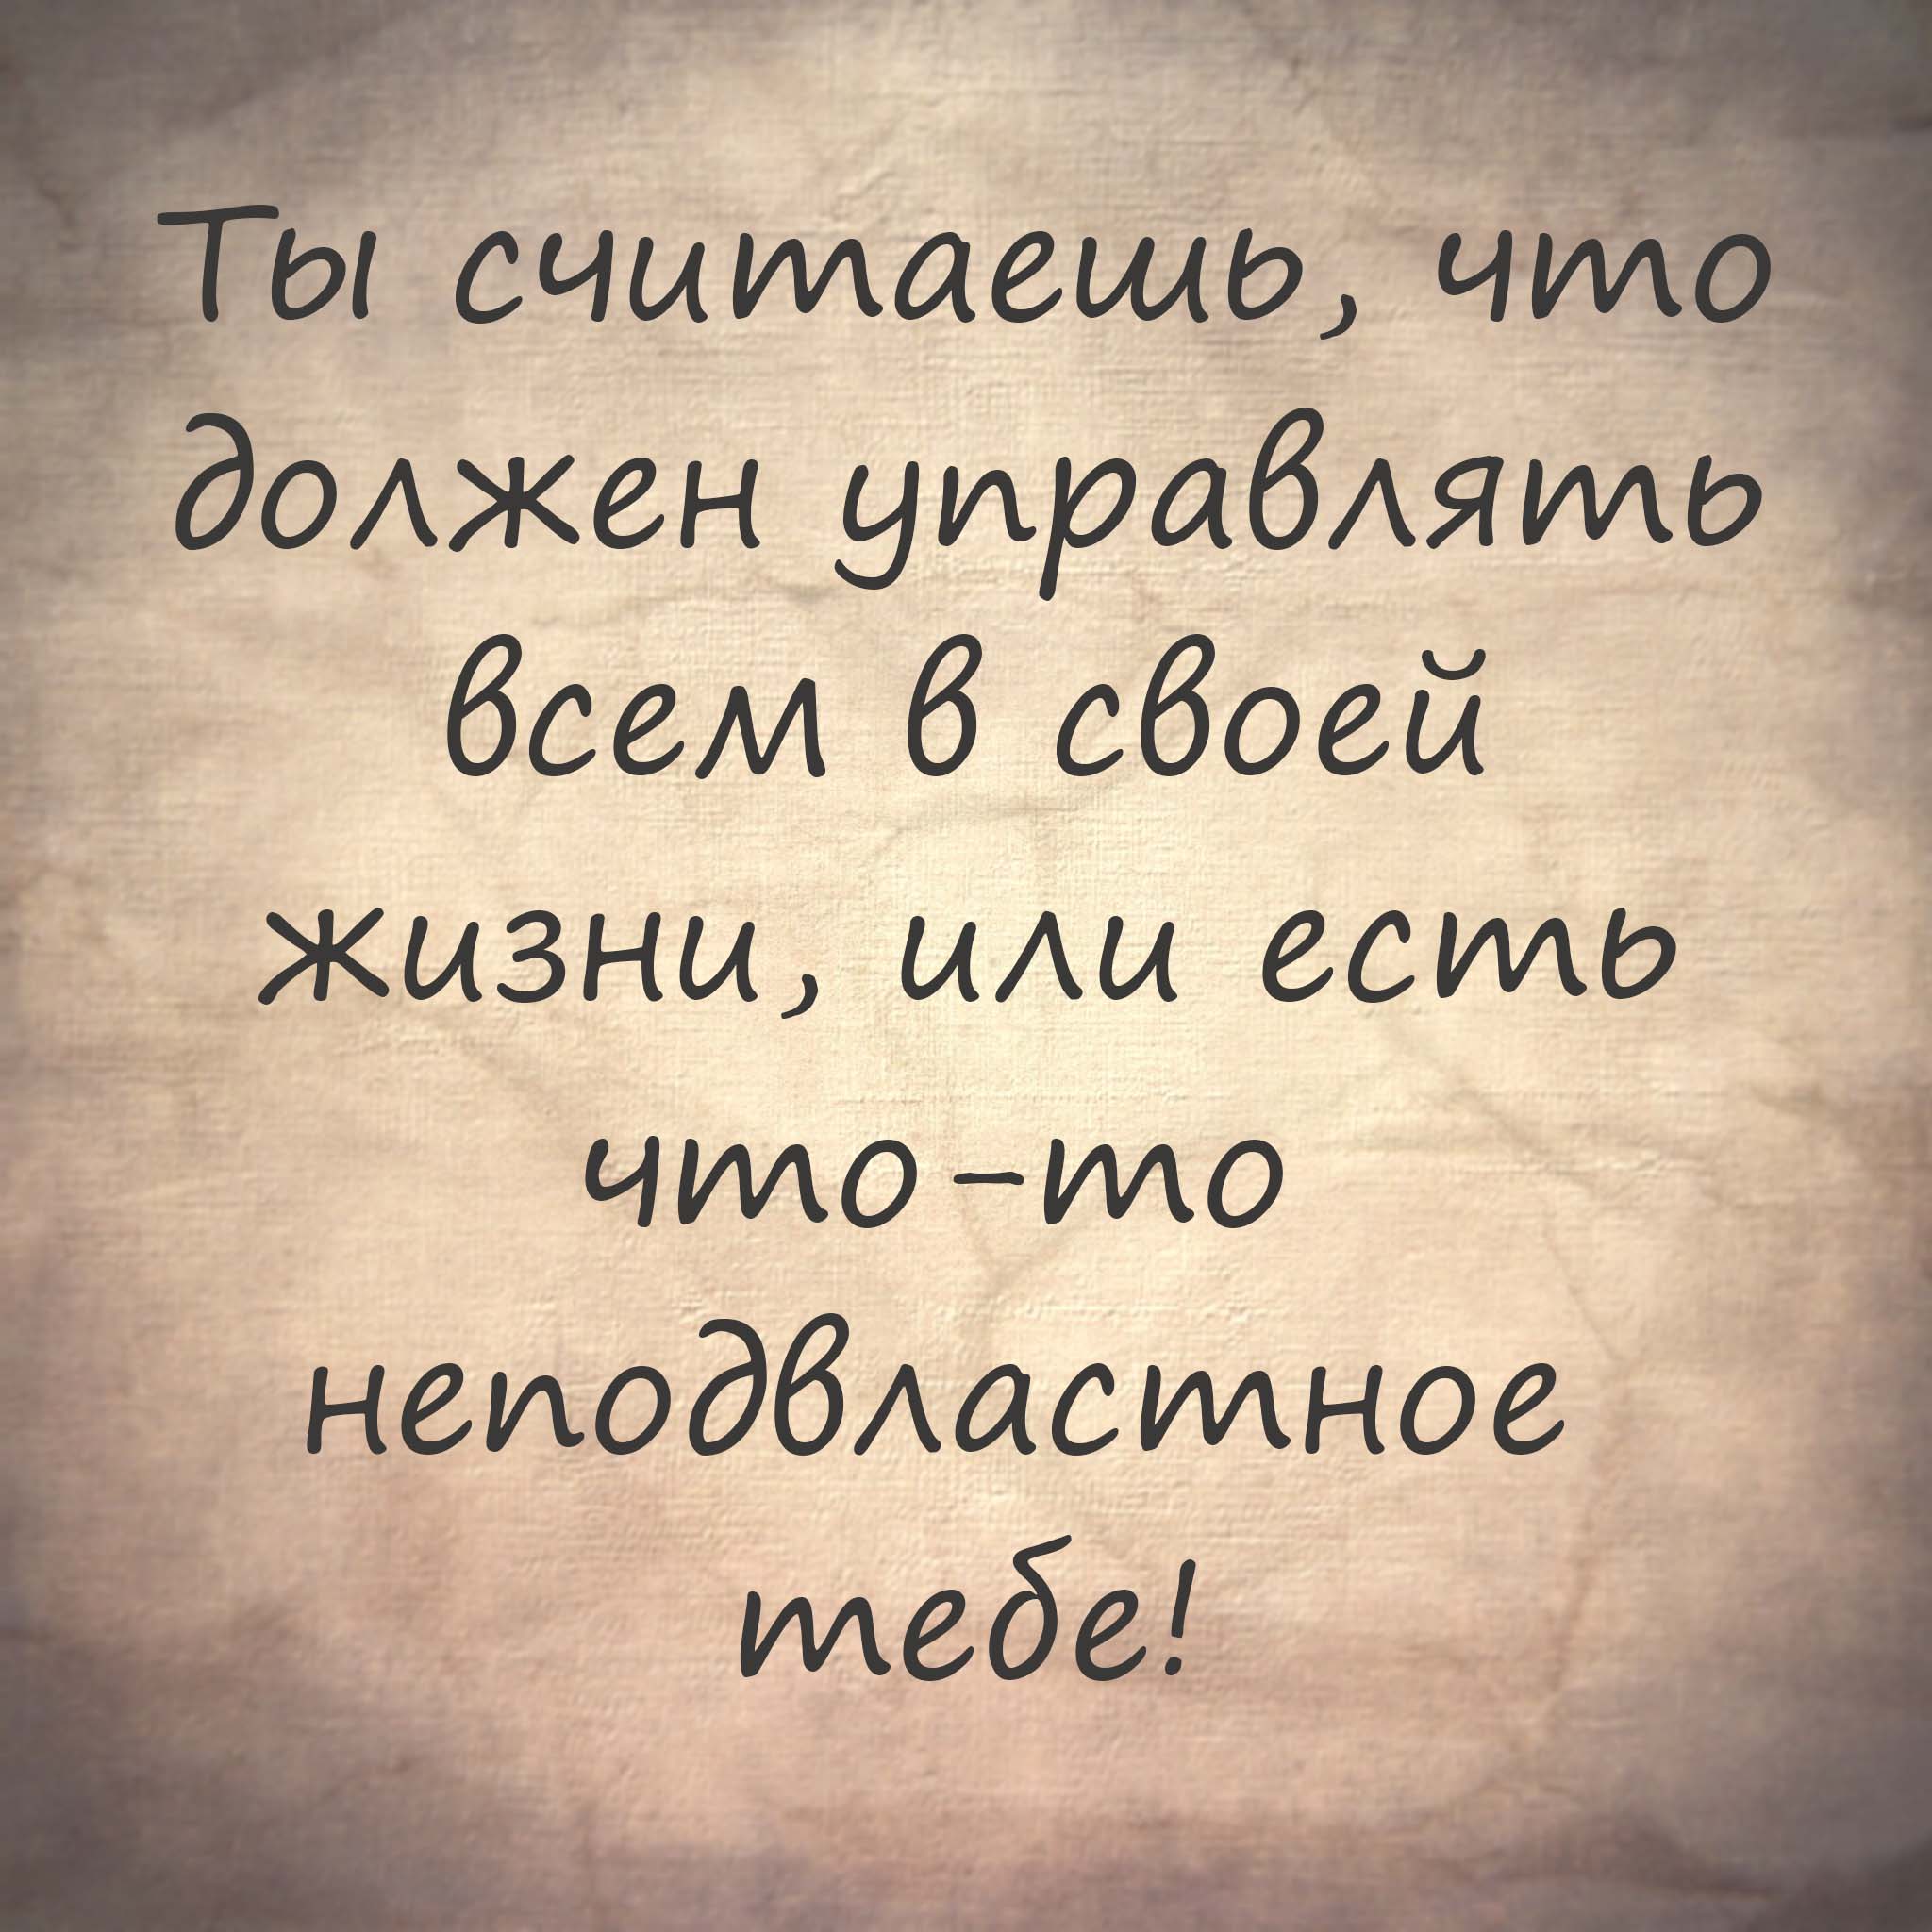 Ты считаешь, что
должен управлять
всем в своей
жизни, или есть
что-то
неподвластное
тебе!